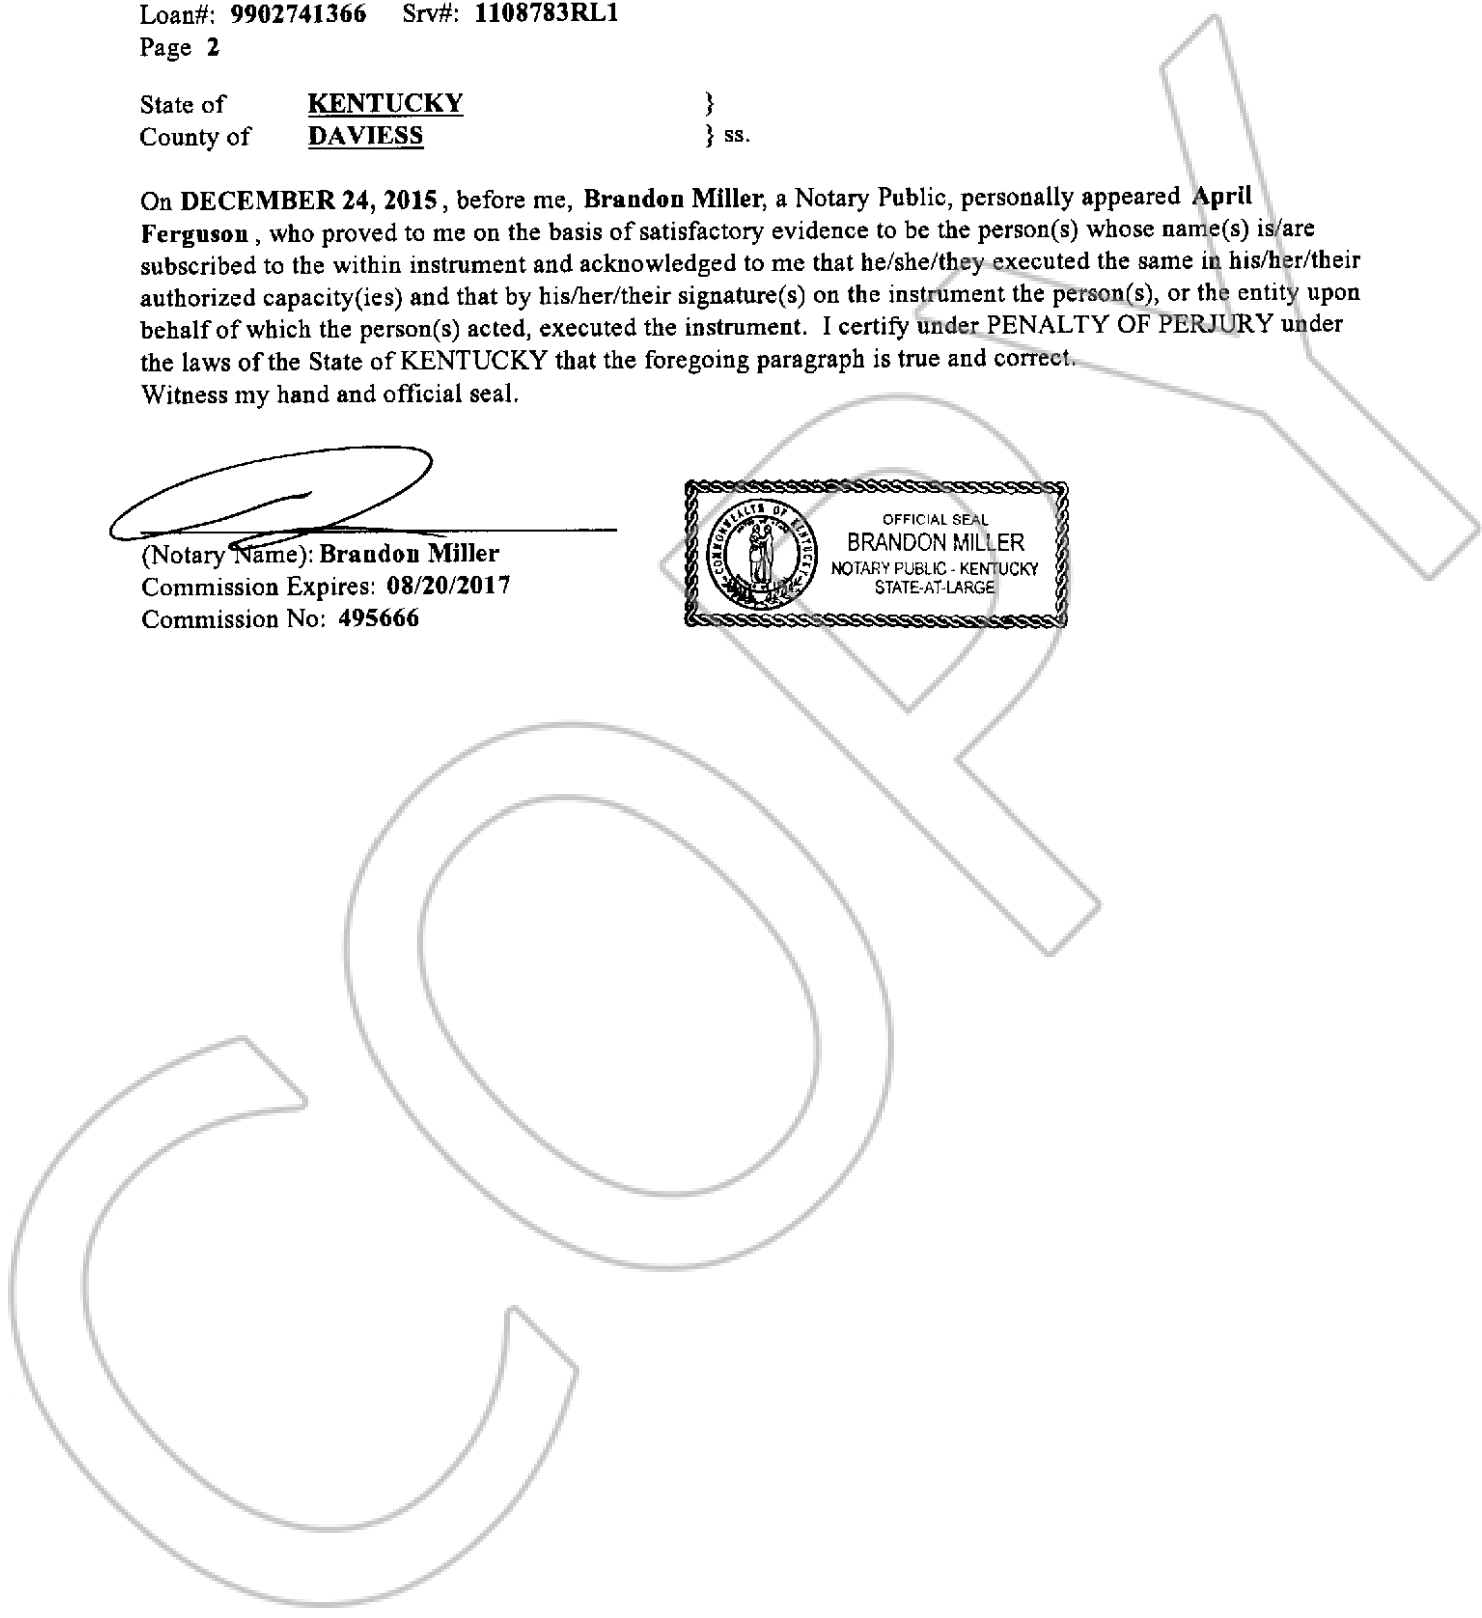 Loan#: 9902741366 Srv#: 1108783RL1
Page 2
State of KENTUCKY }
County of DAVIESS } ss.
On DECEMBER 24, 2015, before me, Brandon Miller, a Notary Public, personally appeared April
Ferguson, who proved to me on the basis of satisfactory evidence to be the person(s) whose name(s) is/are
subscribed to the within instrument and acknowledged to me that he/she/they executed the same in his/her/their
authorized capacity(ies) and that by his/her/their signature(s) on the instrument the person(s), or the entity upon
behalf of which the person(s) acted, executed the instrument. I certify under PENALTY OF PERJURY under
the laws of the State of KENTUCKY that the foregoing paragraph is true and correct.
Witness my hand and official seal.
(Notary Name): Brandon Miller
Commission Expires: 08/20/2017
Commission No: 495666
COMMONWEALTH OF KENTUCKY
OFFICIAL SEAL
BRANDON MILLER
NOTARY PUBLIC - KENTUCKY
STATE-AT-LARGE
COPY